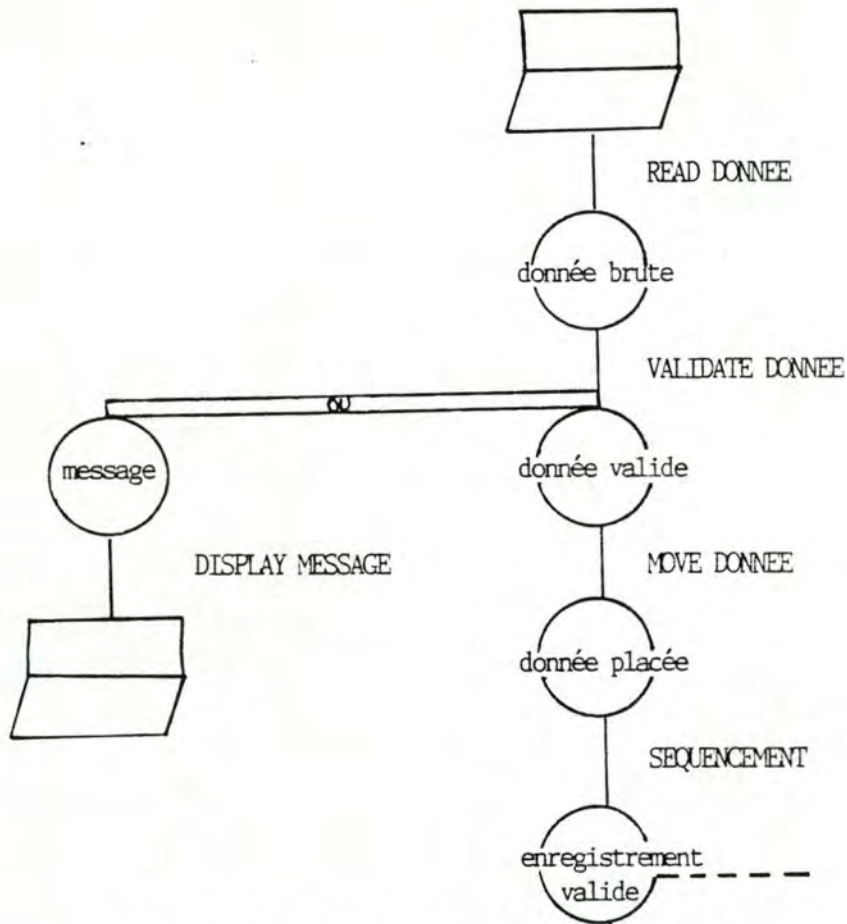 READ DONNEE
donnée brute
VALIDATE DONNEE
OU
message
donnée valide
DISPLAY MESSAGE
MOVE DONNEE
donnée placée
SEQUENCEMENT
enregistrement
valide